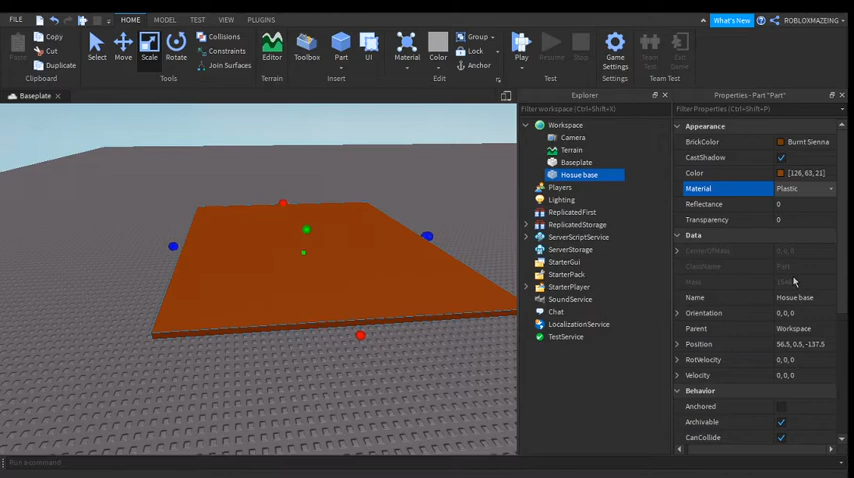 FILE HOME MODEL TEST VIEW PLUGINS What's New ROBLOXMAZEING
Paste Copy Cut Duplicate Clipboard
Select Move Scale Rotate Collisions Constraints Join Surfaces Tools
Editor Terrain
Toolbox Part UI Insert
Material Color Group Lock Anchor Edit
Play Resume Stop Test
Game Settings Settings
Team Test Exit Game Team Test
Baseplate
Explorer
Filter workspace (Ctrl+Shift+X)
Workspace
Camera
Terrain
Baseplate
Hosue base
Players
Lighting
ReplicatedFirst
ReplicatedStorage
ServerScriptService
ServerStorage
StarterGui
StarterPack
StarterPlayer
SoundService
Chat
LocalizationService
TestService
Properties - Part "Part"
Filter Properties (Ctrl+Shift+P)
Appearance
BrickColor Burnt Sienna
CastShadow
Color [126, 63, 21]
Material Plastic
Reflectance 0
Transparency 0
Data
CenterOfMass 0, 0, 0
ClassName Part
Mass
Name Hosue base
Orientation 0, 0, 0
Parent Workspace
Position 56.5, 0.5, -137.5
RotVelocity 0, 0, 0
Velocity 0, 0, 0
Behavior
Anchored
Archivable
CanCollide
Run a command